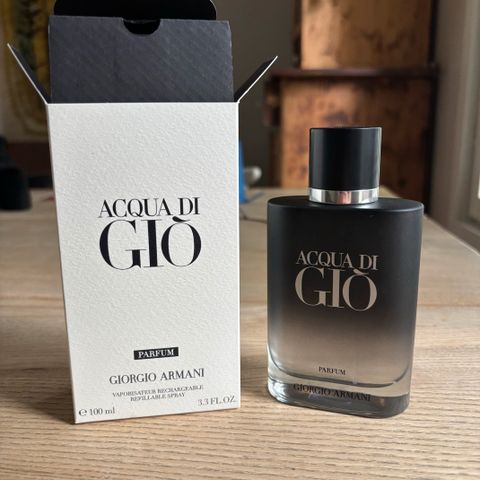 ACQUA DI
GIÒ
PARFUM
GIORGIO ARMANI
VAPORISATEUR RECHARGEABLE
REFILLABLE SPRAY
℮ 100 ml
3.3 FL.OZ.
ACQUA DI
GIÒ
PARFUM
GIORGIO ARMANI